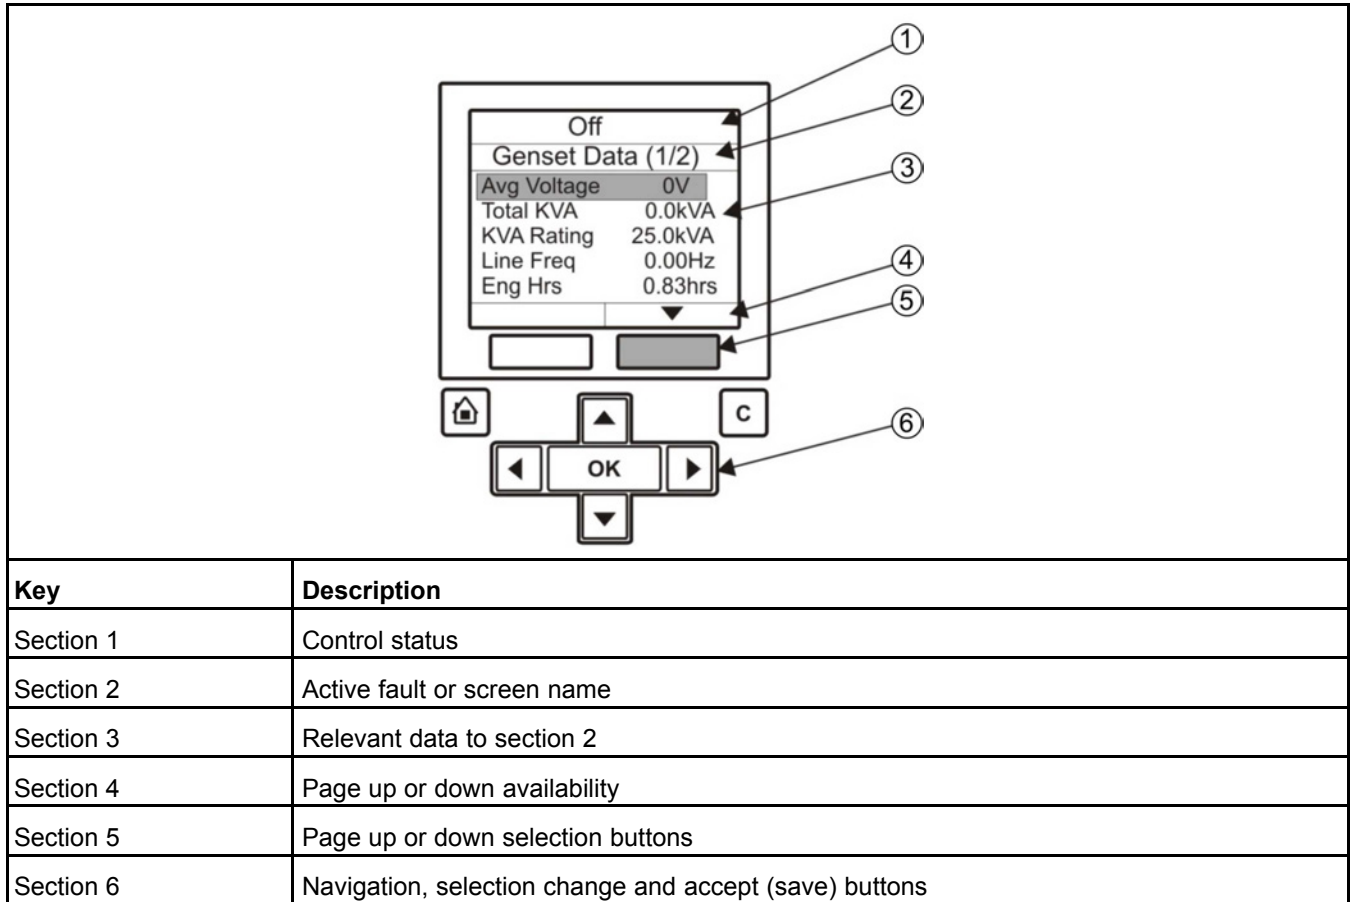 1
Off
2
Genset Data (1/2)
3
Avg Voltage 0V
Total KVA 0.0kVA
KVA Rating 25.0kVA
Line Freq 0.00Hz
4
Eng Hrs 0.83hrs
5
C
6
OK
Key Description
Section 1 Control status
Section 2 Active fault or screen name
Section 3 Relevant data to section 2
Section 4 Page up or down availability
Section 5 Page up or down selection buttons
Section 6 Navigation, selection change and accept (save) buttons